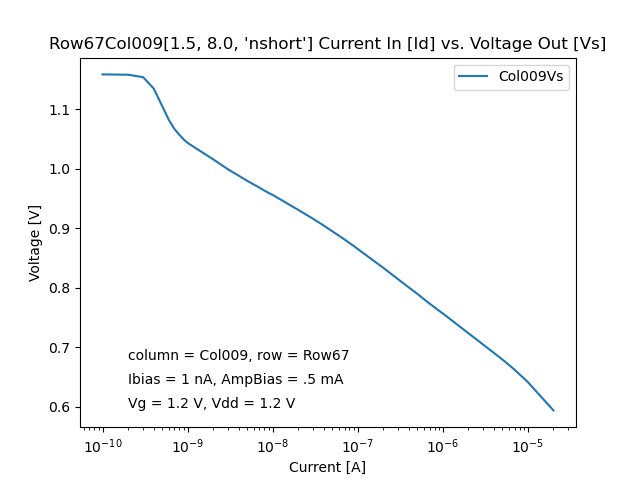 Row67Col009[1.5, 8.0, 'nshort'] Current In [Id] vs. Voltage Out [Vs]
Col009Vs
1.1
1.0
0.9
0.8
0.7
0.6
Voltage [V]
column = Col009, row = Row67
Ibias = 1 nA, AmpBias = .5 mA
Vg = 1.2 V, Vdd = 1.2 V
10⁻¹⁰ 10⁻⁹ 10⁻⁸ 10⁻⁷ 10⁻⁶ 10⁻⁵
Current [A]